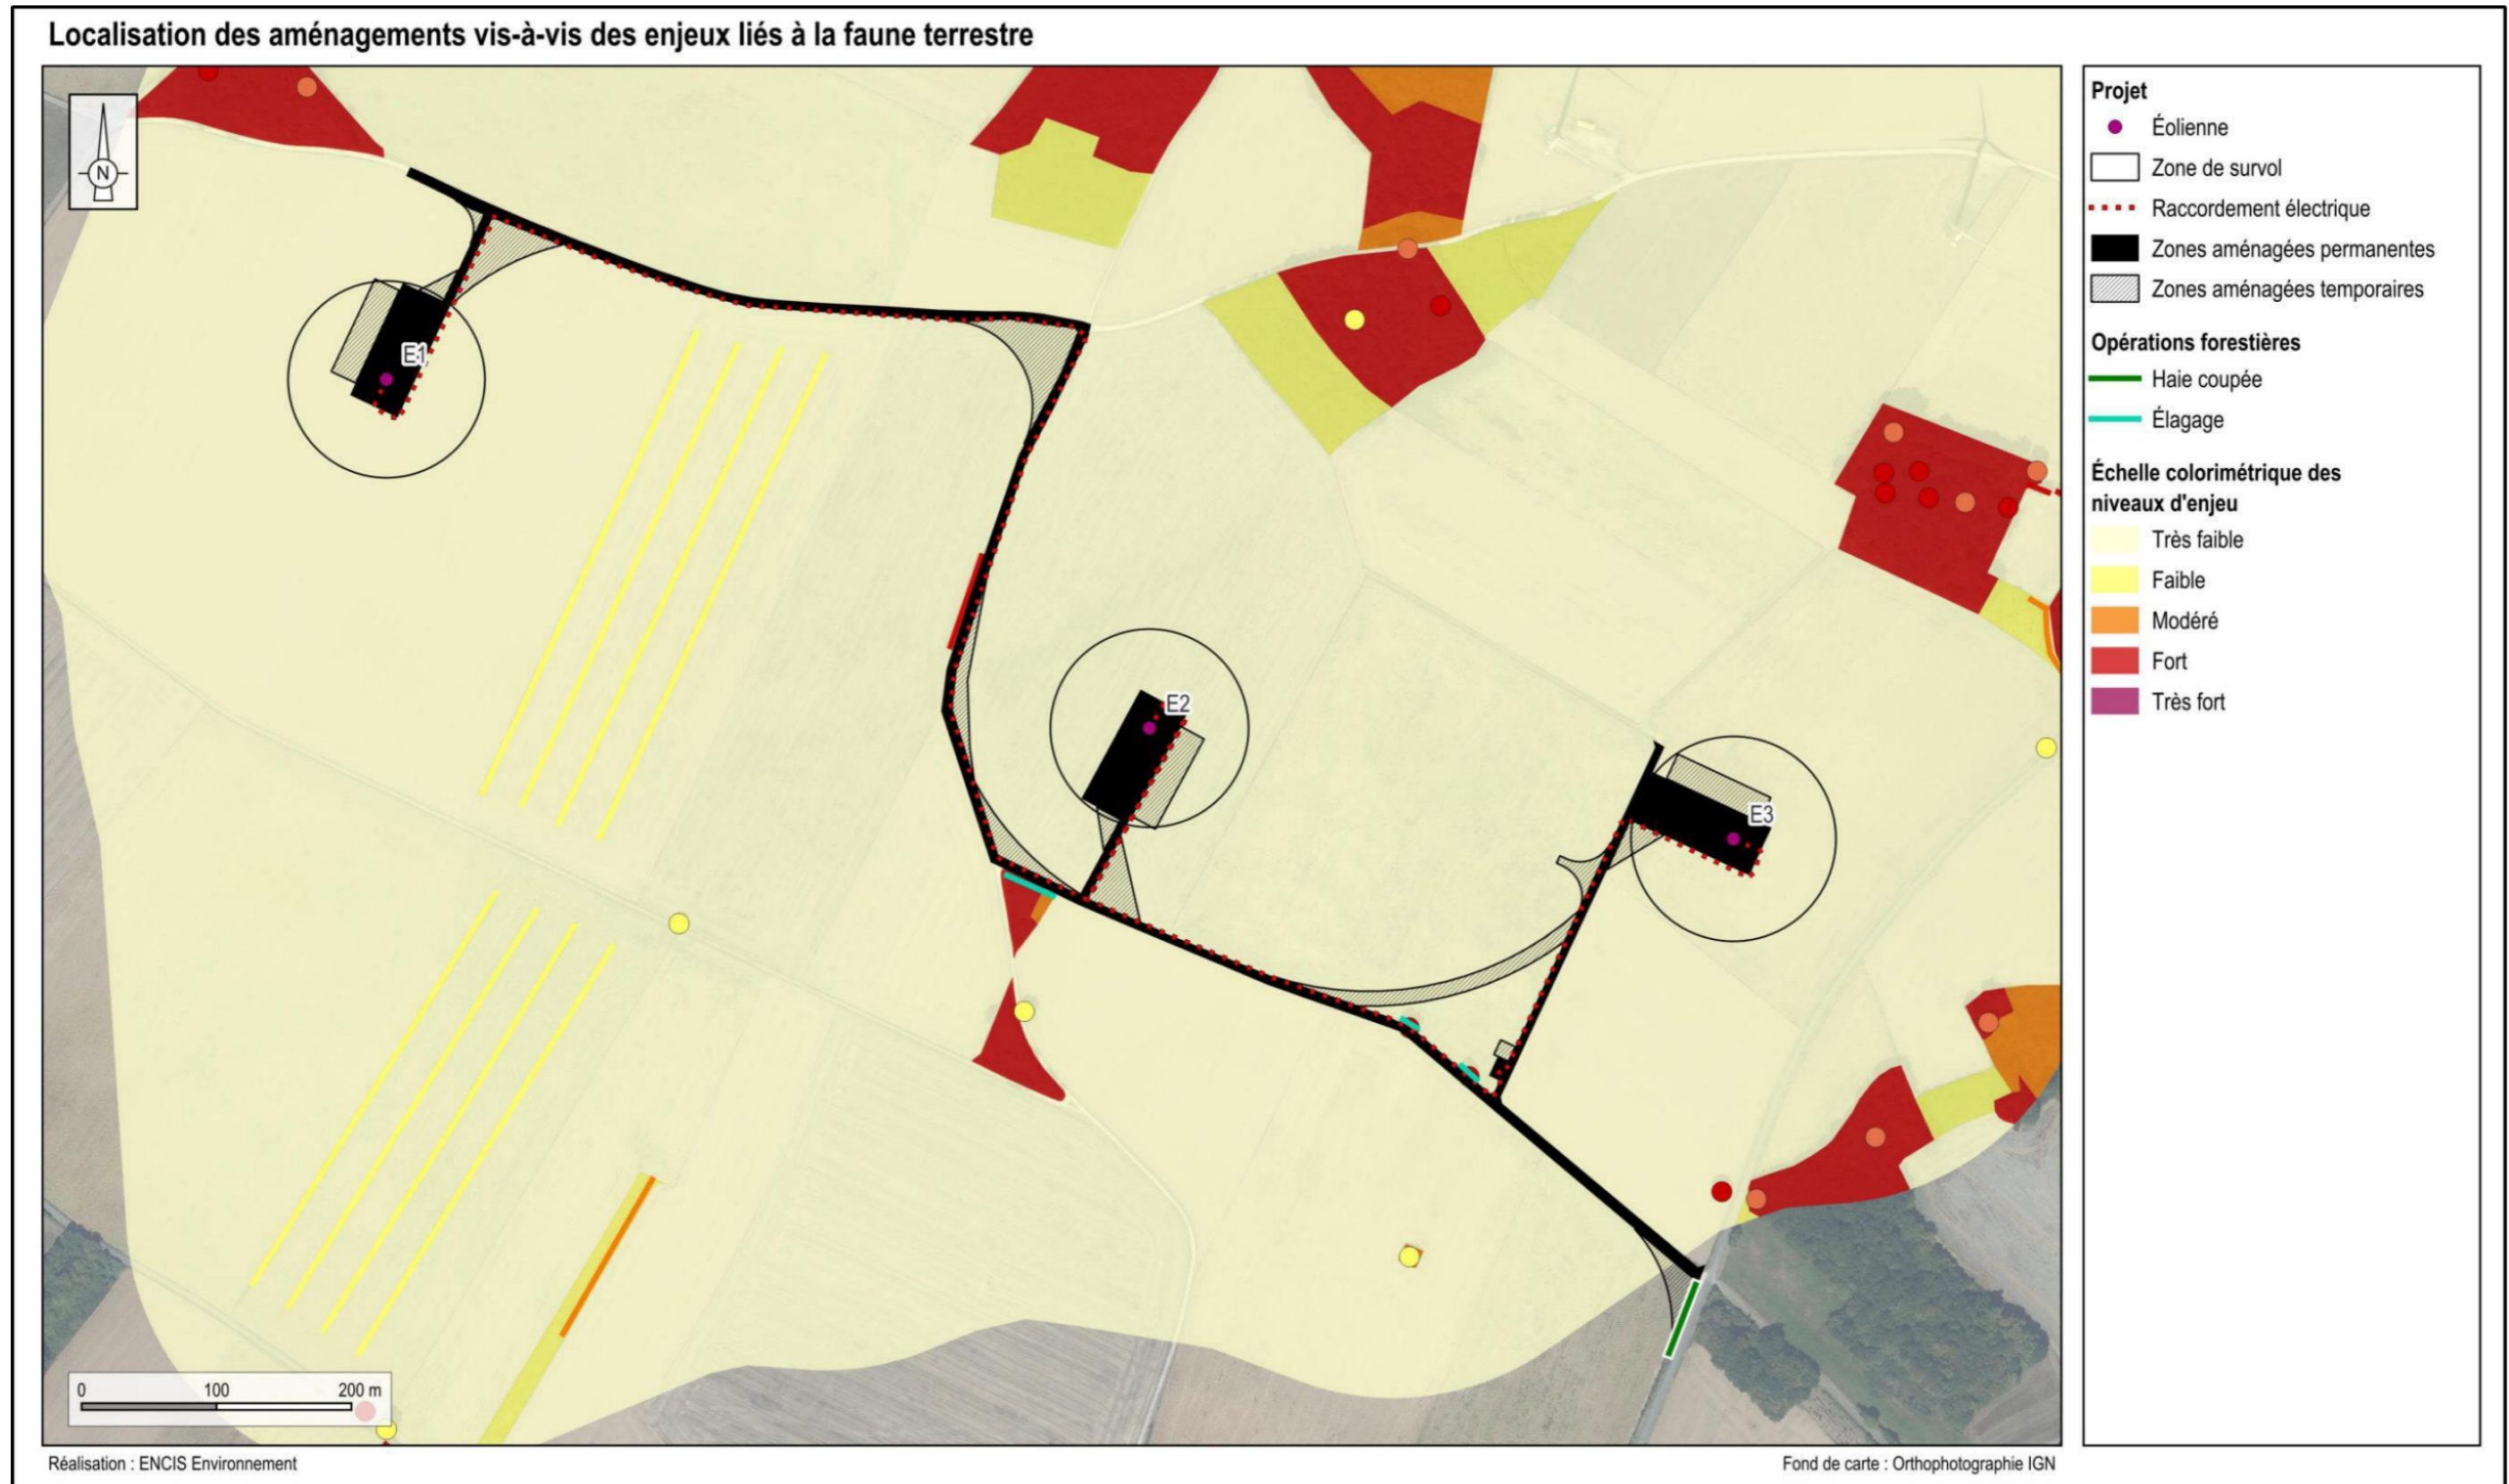 Localisation des aménagements vis-à-vis des enjeux liés à la faune terrestre
N
E1
E2
E3
0 100 200 m
Projet
Éolienne
Zone de survol
Raccordement électrique
Zones aménagées permanentes
Zones aménagées temporaires
Opérations forestières
Haie coupée
Élagage
Échelle colorimétrique des
niveaux d'enjeu
Très faible
Faible
Modéré
Fort
Très fort
Réalisation : ENCIS Environnement
Fond de carte : Orthophotographie IGN